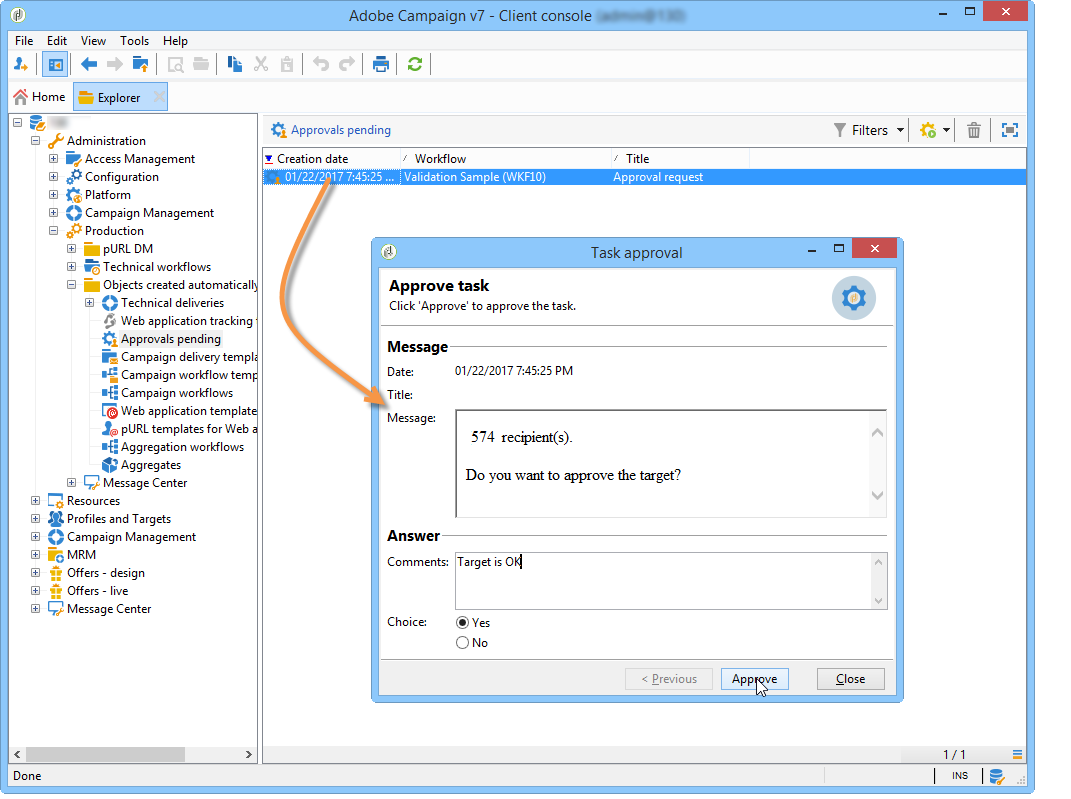 Adobe Campaign v7 - Client console
File Edit View Tools Help
Home Explorer
Administration
Access Management
Configuration
Platform
Campaign Management
Production
pURL DM
Technical workflows
Objects created automatically
Technical deliveries
Web application tracking
Approvals pending
Campaign delivery templa
Campaign workflow temp
Campaign workflows
Web application template
pURL templates for Web a
Aggregation workflows
Aggregates
Message Center
Resources
Profiles and Targets
Campaign Management
MRM
Offers - design
Offers - live
Message Center
Approvals pending Filters
Creation date Workflow Title
01/22/2017 7:45:25 ... Validation Sample (WKF10) Approval request
Task approval
Approve task
Click 'Approve' to approve the task.
Message
Date: 01/22/2017 7:45:25 PM
Title:
Message:
574 recipient(s).
Do you want to approve the target?
Answer
Comments: Target is OK
Choice: Yes
No
< Previous Approve Close
1 / 1
Done INS